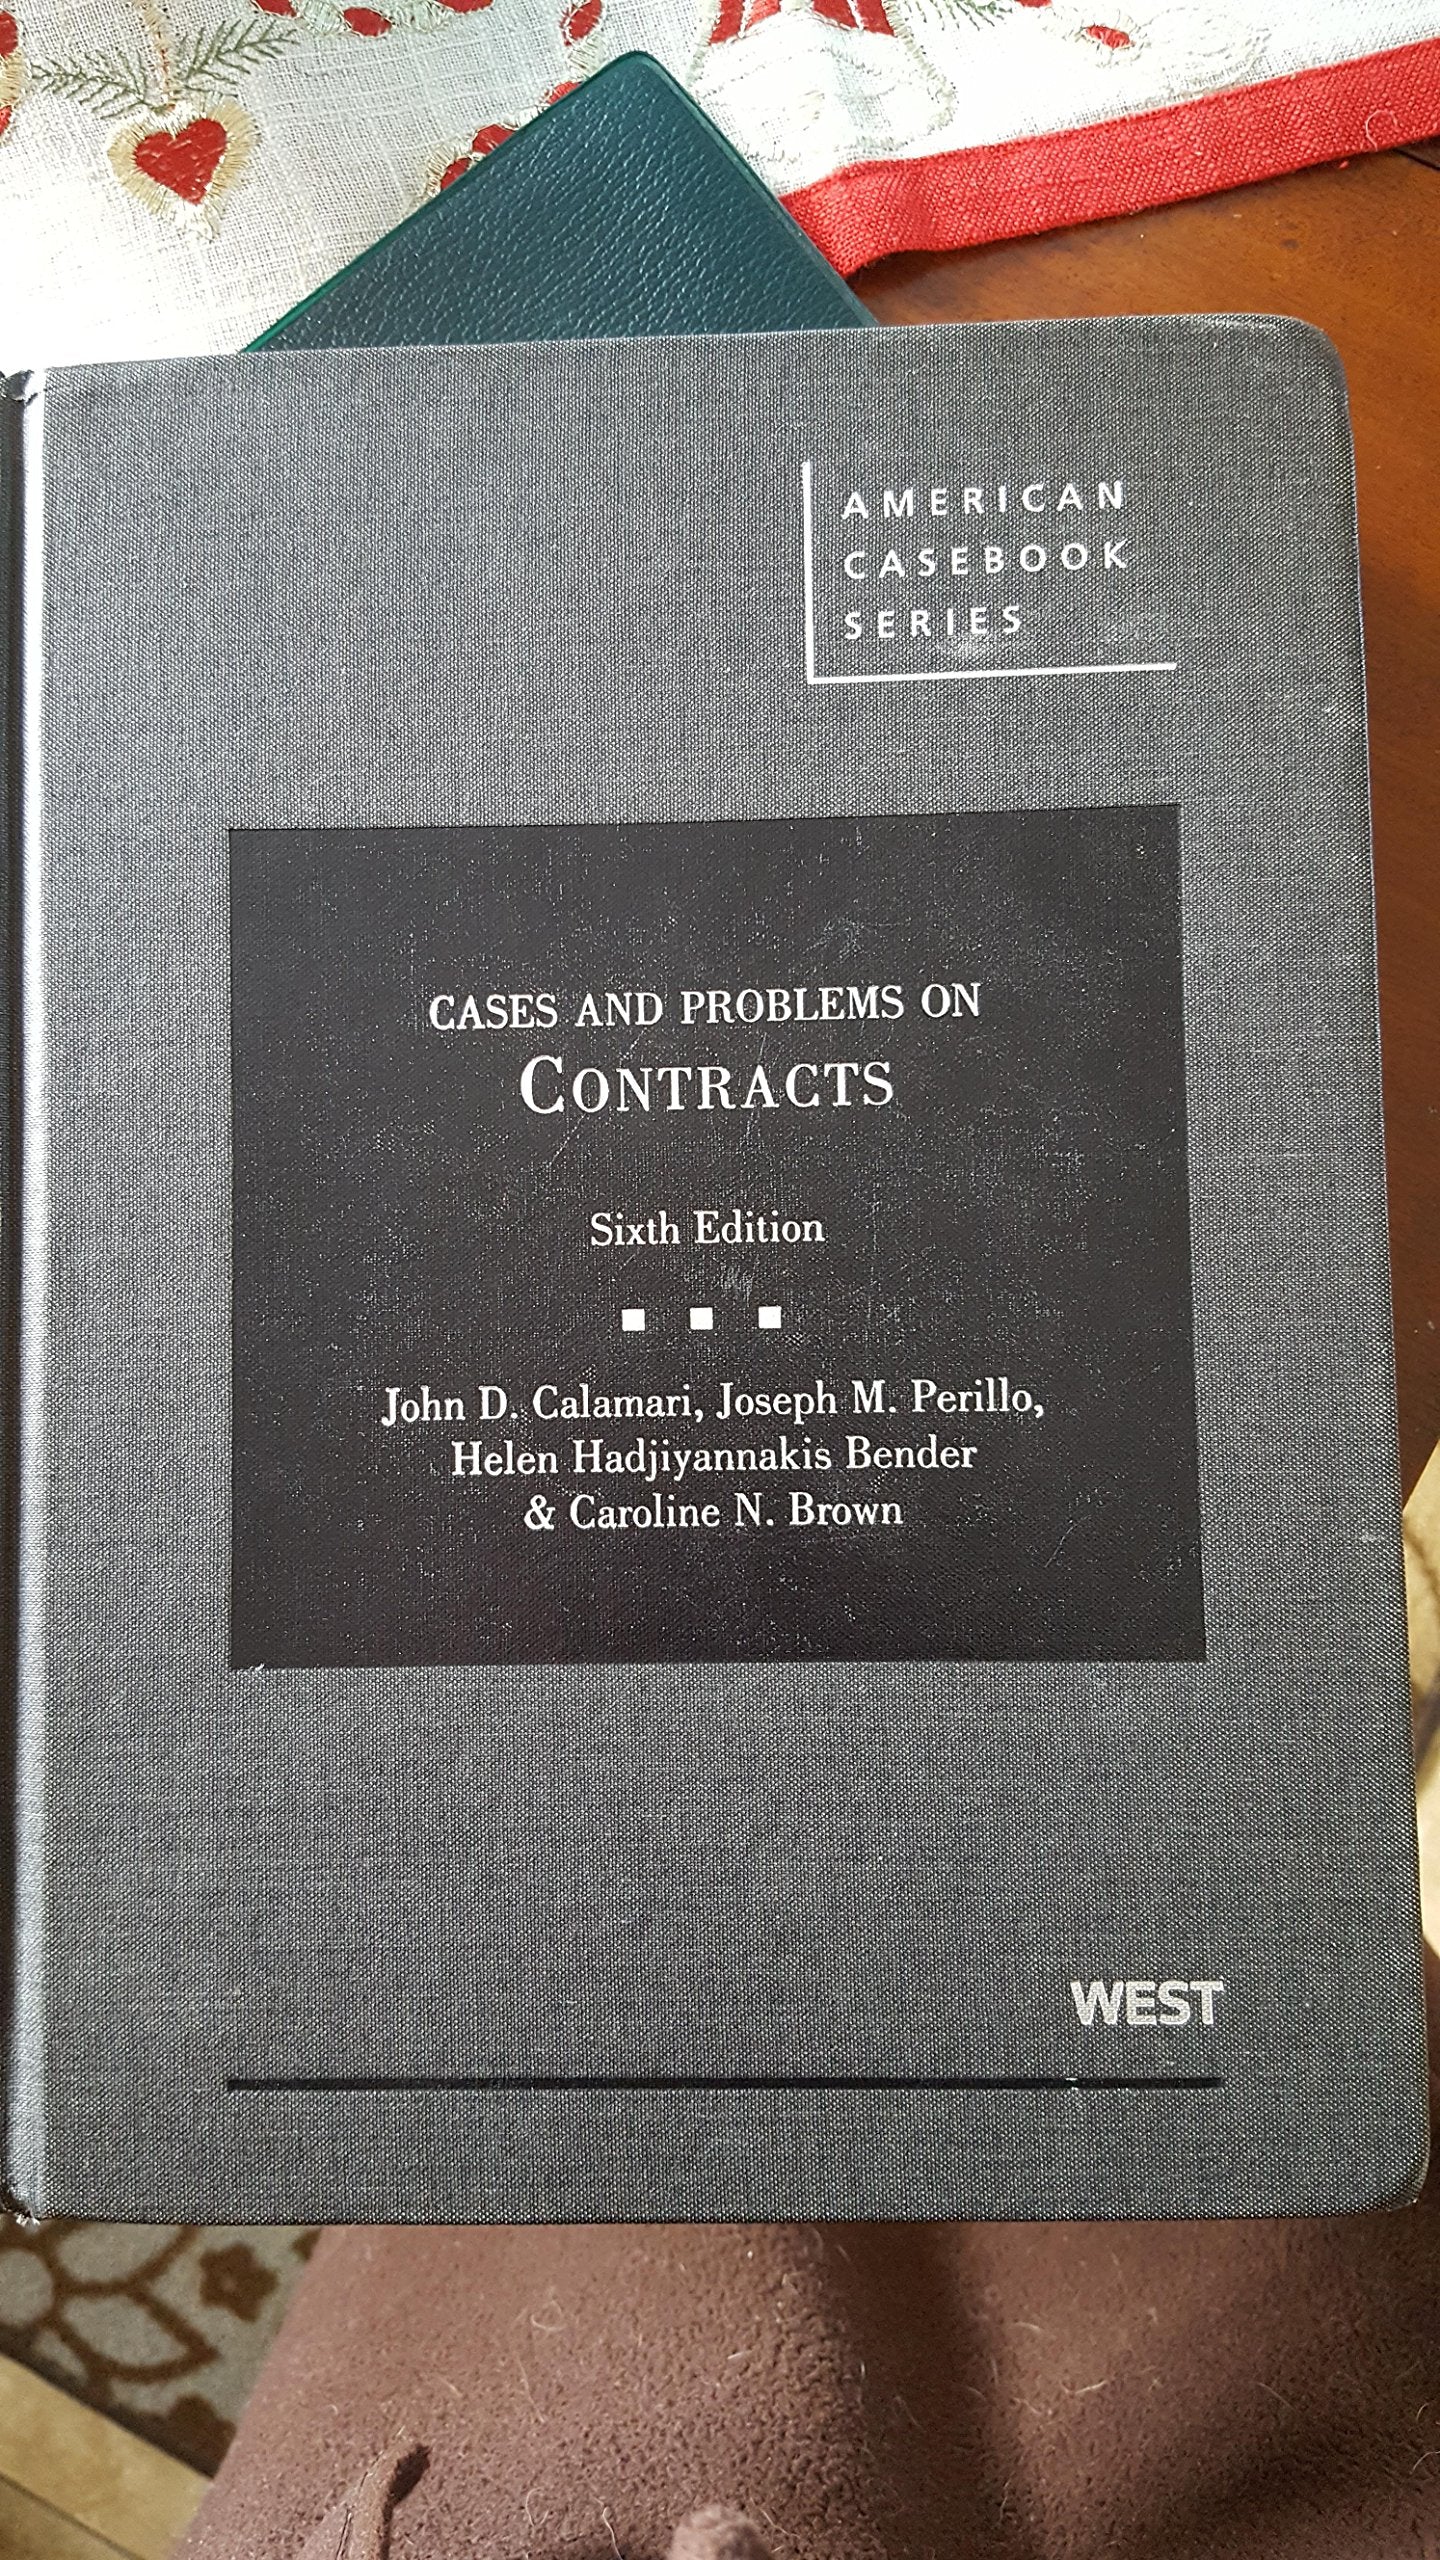 AMERICAN
CASEBOOK
SERIES
CASES AND PROBLEMS ON
CONTRACTS
Sixth Edition
John D. Calamari, Joseph M. Perillo,
Helen Hadjiyannakis Bender
& Caroline N. Brown
WEST